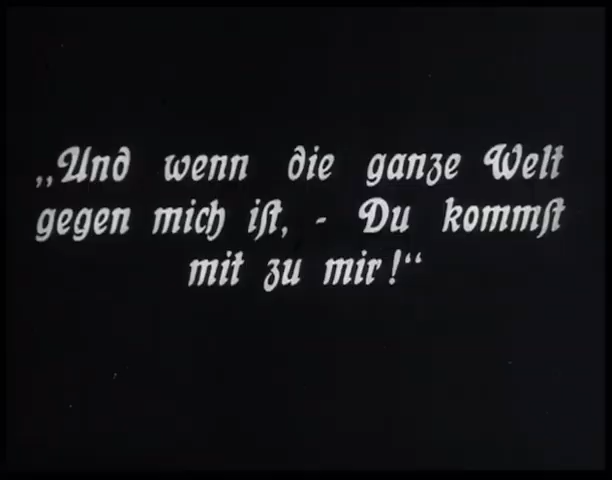 „Und wenn die ganze Welt
gegen mich iſt, - Du kommſt
mit zu mir!“